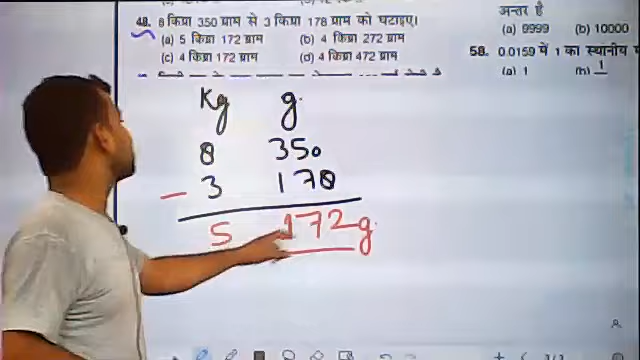 48. 8 किग्रा 350 ग्राम से 3 किग्रा 178 ग्राम को घटाइए।
(a) 5 किग्रा 172 ग्राम (b) 4 किग्रा 272 ग्राम
(c) 4 किग्रा 172 ग्राम (d) 4 किग्रा 472 ग्राम
अन्तर है
(a) 9999 (b) 10000
58. 0.0159 में 1 का स्थानीय
(a) 1 (b) 1
Kg g
8 350
- 3 178
5 172g